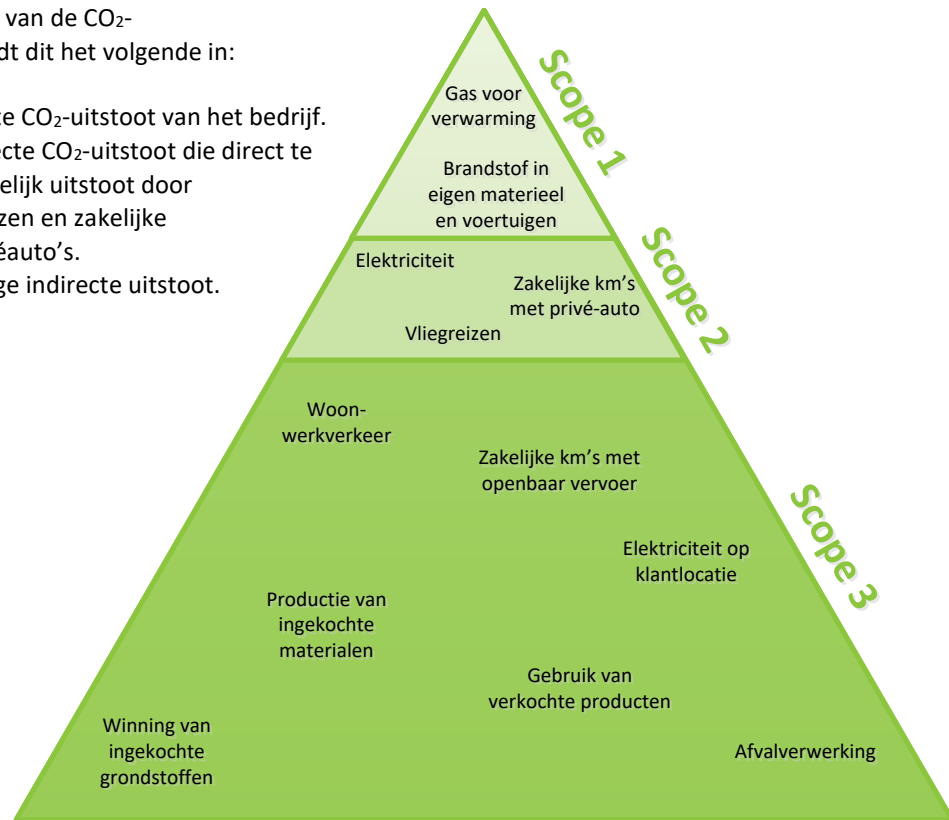 van de CO₂-
dt dit het volgende in:
te CO₂-uitstoot van het bedrijf.
ecte CO₂-uitstoot die direct te
elijk uitstoot door
zen en zakelijke
éauto's.
ge indirecte uitstoot.
Scope 1
Gas voor
verwarming
Brandstof in
eigen materieel
en voertuigen
Scope 2
Elektriciteit
Zakelijke km's
met privé-auto
Vliegreizen
Scope 3
Woon-
werkverkeer
Zakelijke km's met
openbaar vervoer
Elektriciteit op
klantlocatie
Productie van
ingekochte
materialen
Gebruik van
verkochte producten
Winning van
ingekochte
grondstoffen
Afvalverwerking